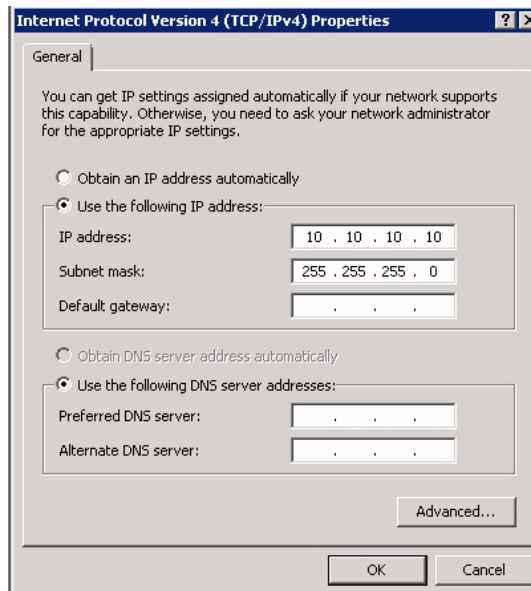 Internet Protocol Version 4 (TCP/IPv4) Properties
General
You can get IP settings assigned automatically if your network supports
this capability. Otherwise, you need to ask your network administrator
for the appropriate IP settings.
Obtain an IP address automatically
Use the following IP address:
IP address: 10 . 10 . 10 . 10
Subnet mask: 255 . 255 . 255 . 0
Default gateway: . . .
Obtain DNS server address automatically
Use the following DNS server addresses:
Preferred DNS server: . . .
Alternate DNS server: . . .
Advanced...
OK Cancel